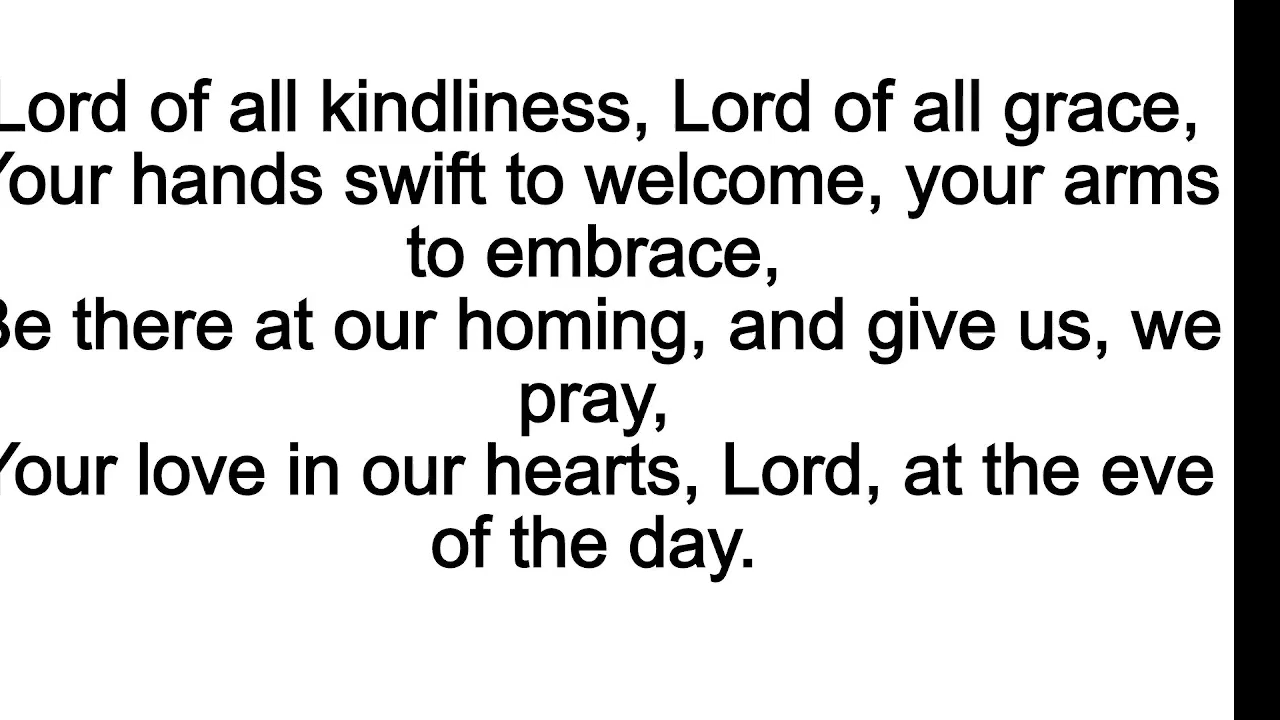 Lord of all kindliness, Lord of all grace,
Your hands swift to welcome, your arms
to embrace,
Be there at our homing, and give us, we
pray,
Your love in our hearts, Lord, at the eve
of the day.